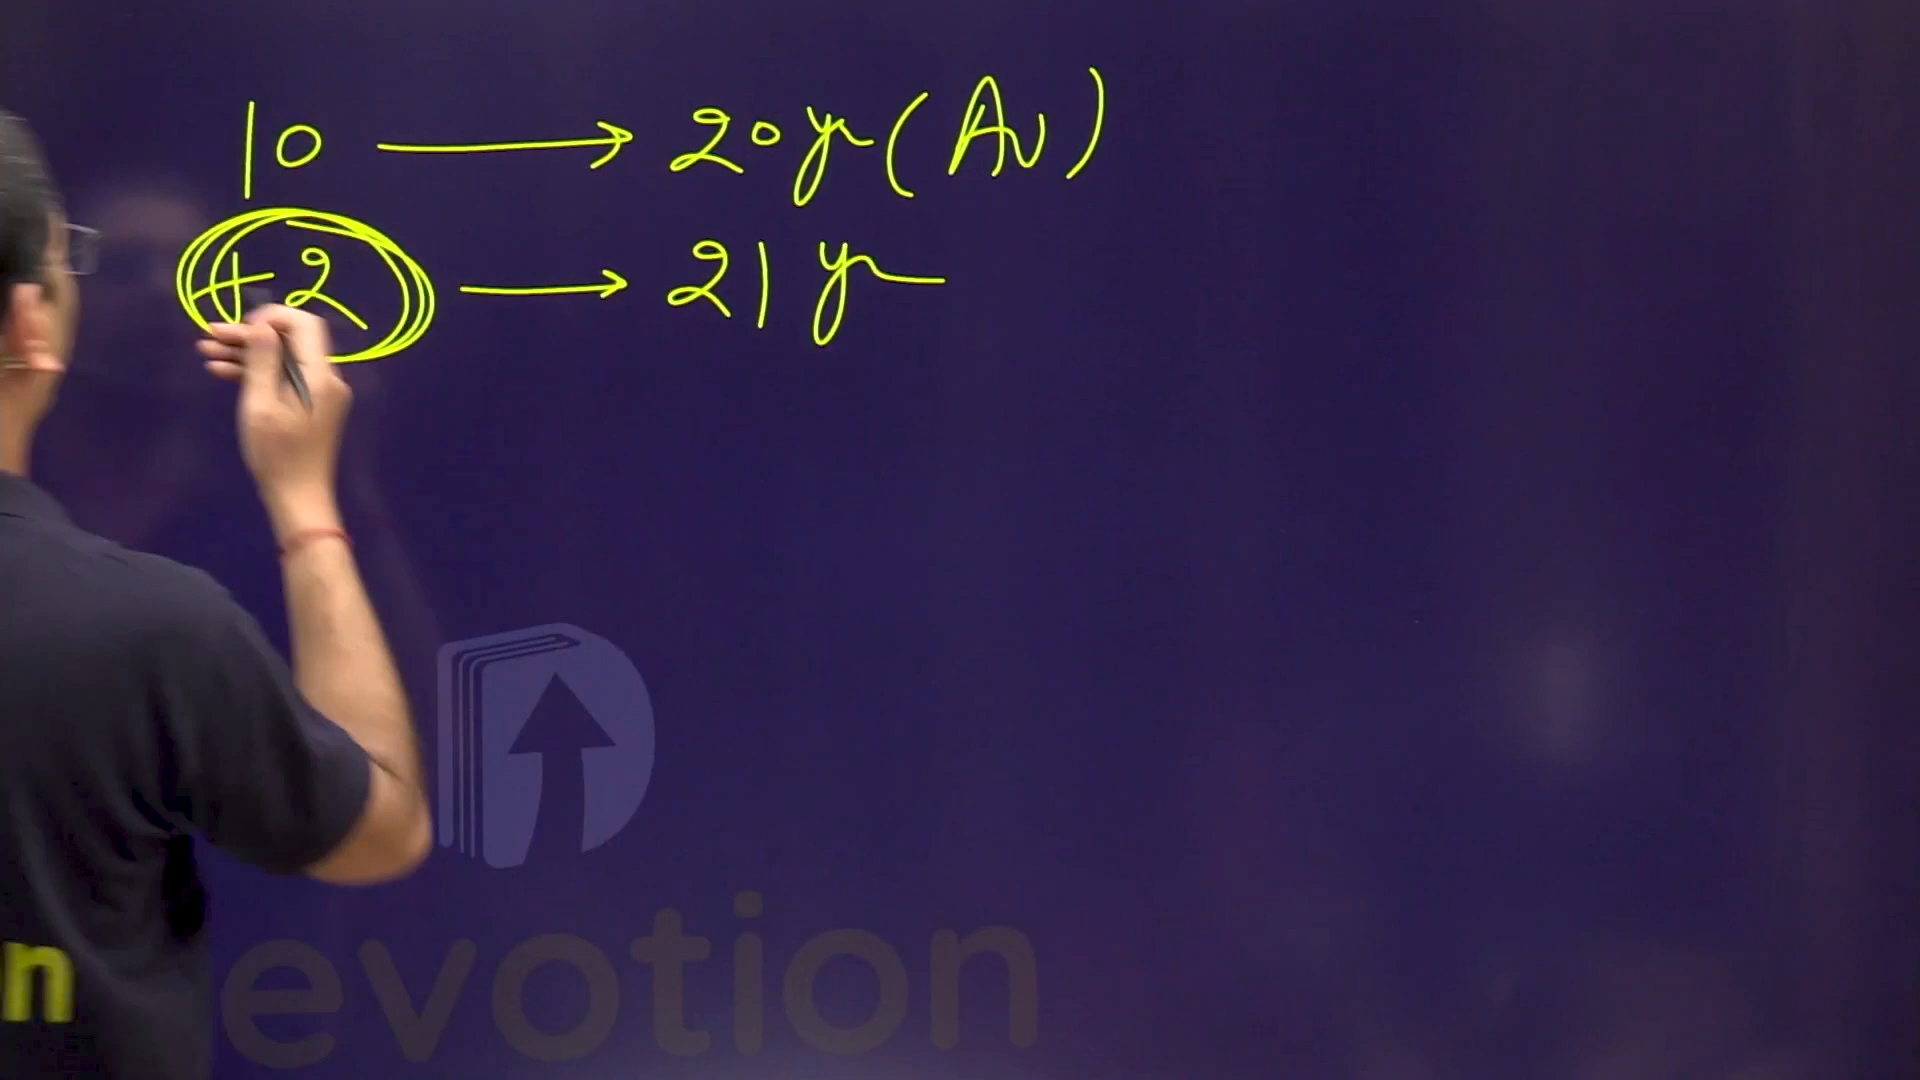 10 → 20 yr (Av)
+2 → 21 yr
evotion
n